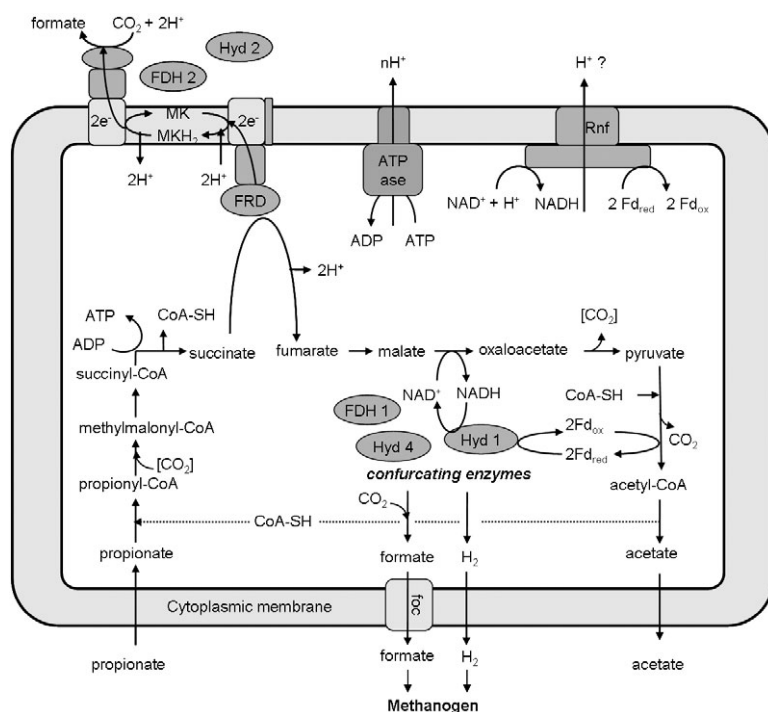 formate CO₂ + 2H⁺
Hyd 2
FDH 2
nH⁺
H⁺ ?
2e⁻ MK 2e⁻
MKH₂
Rnf
2H⁺ 2H⁺
ATP
ase
FRD
NAD⁺ + H⁺ NADH 2 Fdred 2 Fdox
ADP ATP
2H⁺
ATP CoA-SH
[CO₂]
ADP
succinate fumarate malate oxaloacetate pyruvate
succinyl-CoA
NAD⁺ NADH
CoA-SH
FDH 1
methylmalonyl-CoA
2Fdox
Hyd 4 Hyd 1
CO₂
[CO₂]
2Fdred
confurcating enzymes
propionyl-CoA
acetyl-CoA
CO₂
CoA-SH
propionate formate H₂ acetate
Cytoplasmic membrane
foc
propionate formate H₂ acetate
Methanogen